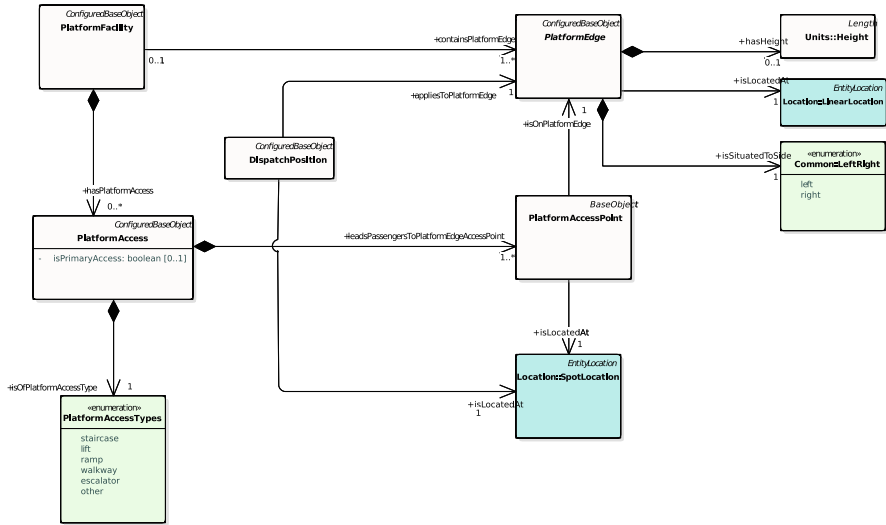 ConfiguredBaseObject
PlatformFacility
ConfiguredBaseObject
PlatformEdge
Length
Units::Height
+containsPlatformEdge
0..1
1..*
+hasHeight
0..1
EntityLocation
Location::LinearLocation
+isLocatedAt
1
+appliesToPlatformEdge
1
1
+isOnPlatformEdge
ConfiguredBaseObject
DispatchPosition
«enumeration»
Common::LeftRight
left
right
+isSituatedToSide
1
+hasPlatformAccess
0..*
BaseObject
PlatformAccessPoint
ConfiguredBaseObject
PlatformAccess
- isPrimaryAccess: boolean [0..1]
+leadsPassengersToPlatformEdgeAccessPoint
1..*
+isLocatedAt
1
EntityLocation
Location::SpotLocation
+isOfPlatformAccessType
1
+isLocatedAt
1
«enumeration»
PlatformAccessTypes
staircase
lift
ramp
walkway
escalator
other